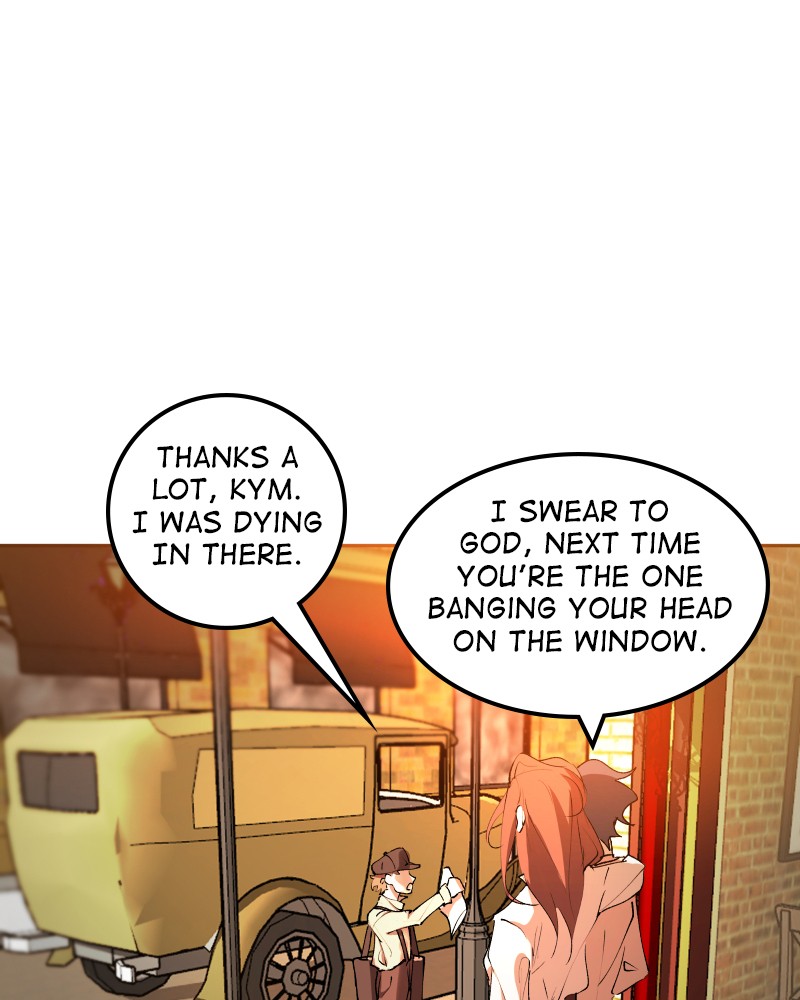 THANKS A
LOT, KYM.
I WAS DYING
IN THERE.
I SWEAR TO
GOD, NEXT TIME
YOU'RE THE ONE
BANGING YOUR HEAD
ON THE WINDOW.